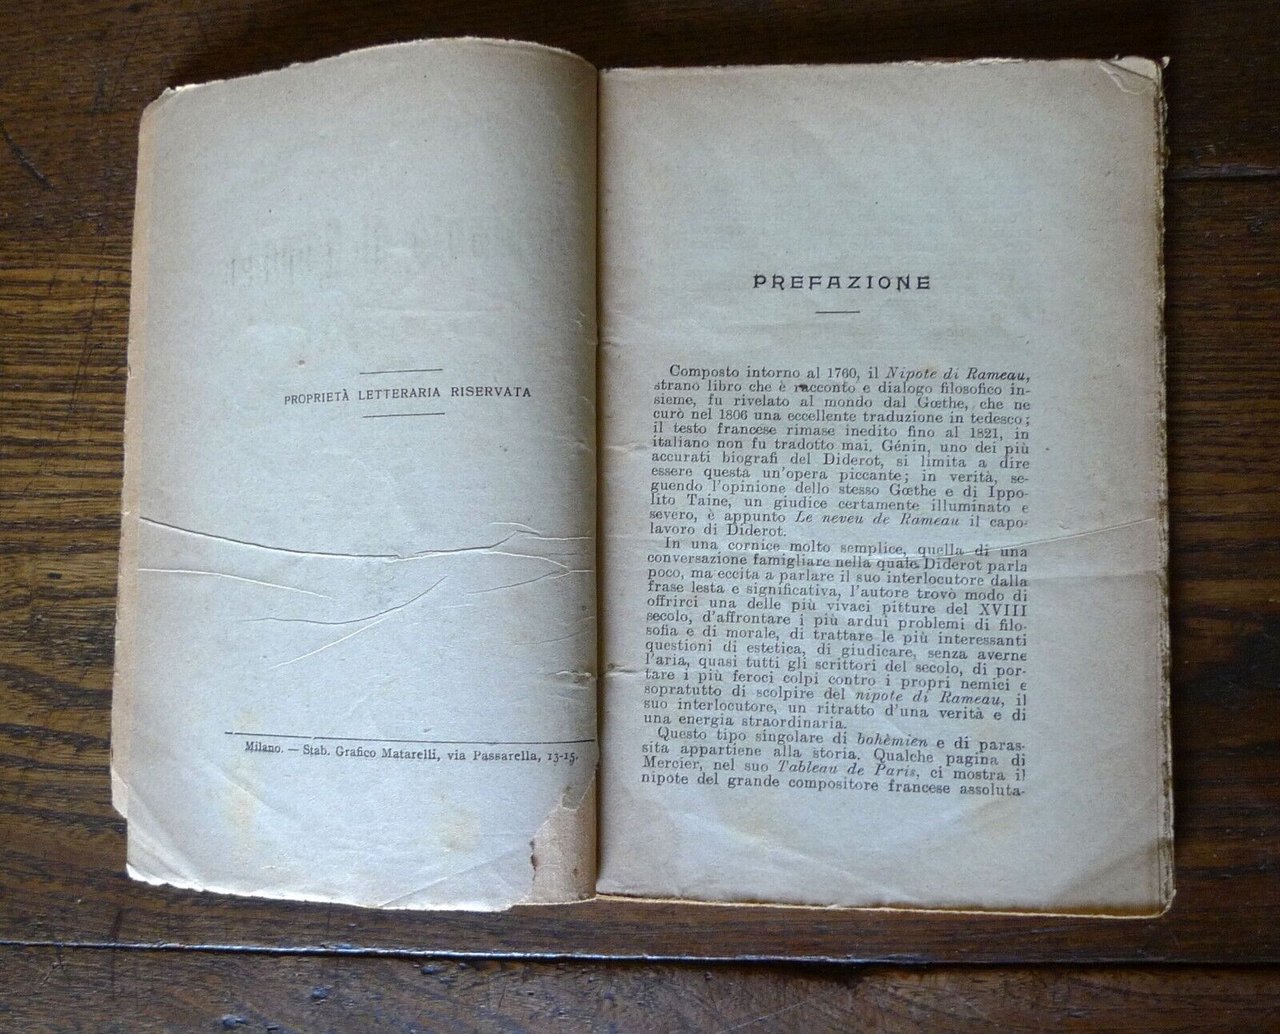 PROPRIETÀ LETTERARIA RISERVATA
Milano. — Stab. Grafico Matarelli, via Passarella, 13-15.
PREFAZIONE
Composto intorno al 1760, il Nipote di Rameau,
strano libro che è racconto e dialogo filosofico in-
sieme, fu rivelato al mondo dal Gœthe, che ne
curò nel 1806 una eccellente traduzione in tedesco;
il testo francese rimase inedito fino al 1821, in
italiano non fu tradotto mai. Génin, uno dei più
accurati biografi del Diderot, si limita a dire
essere questa un'opera piccante; in verità, se-
guendo l'opinione dello stesso Gœthe e di Ippo-
lito Taine, un giudice certamente illuminato e
severo, è appunto Le neveu de Rameau il capo-
lavoro di Diderot.
In una cornice molto semplice, quella di una
conversazione famigliare nella quale Diderot parla
poco, ma eccita a parlare il suo interlocutore dalla
frase lesta e significativa, l'autore trovò modo di
offrirci una delle più vivaci pitture del XVIII
secolo, d'affrontare i più ardui problemi di filo-
sofia e di morale, di trattare le più interessanti
questioni di estetica, di giudicare, senza averne
l'aria, quasi tutti gli scrittori del secolo, di por-
tare i più feroci colpi contro i propri nemici e
sopratutto di scolpire del nipote di Rameau, il
suo interlocutore, un ritratto d'una verità e di
una energia straordinaria.
Questo tipo singolare di bohèmien e di paras-
sita appartiene alla storia. Qualche pagina di
Mercier, nel suo Tableau de Paris, ci mostra il
nipote del grande compositore francese assoluta-